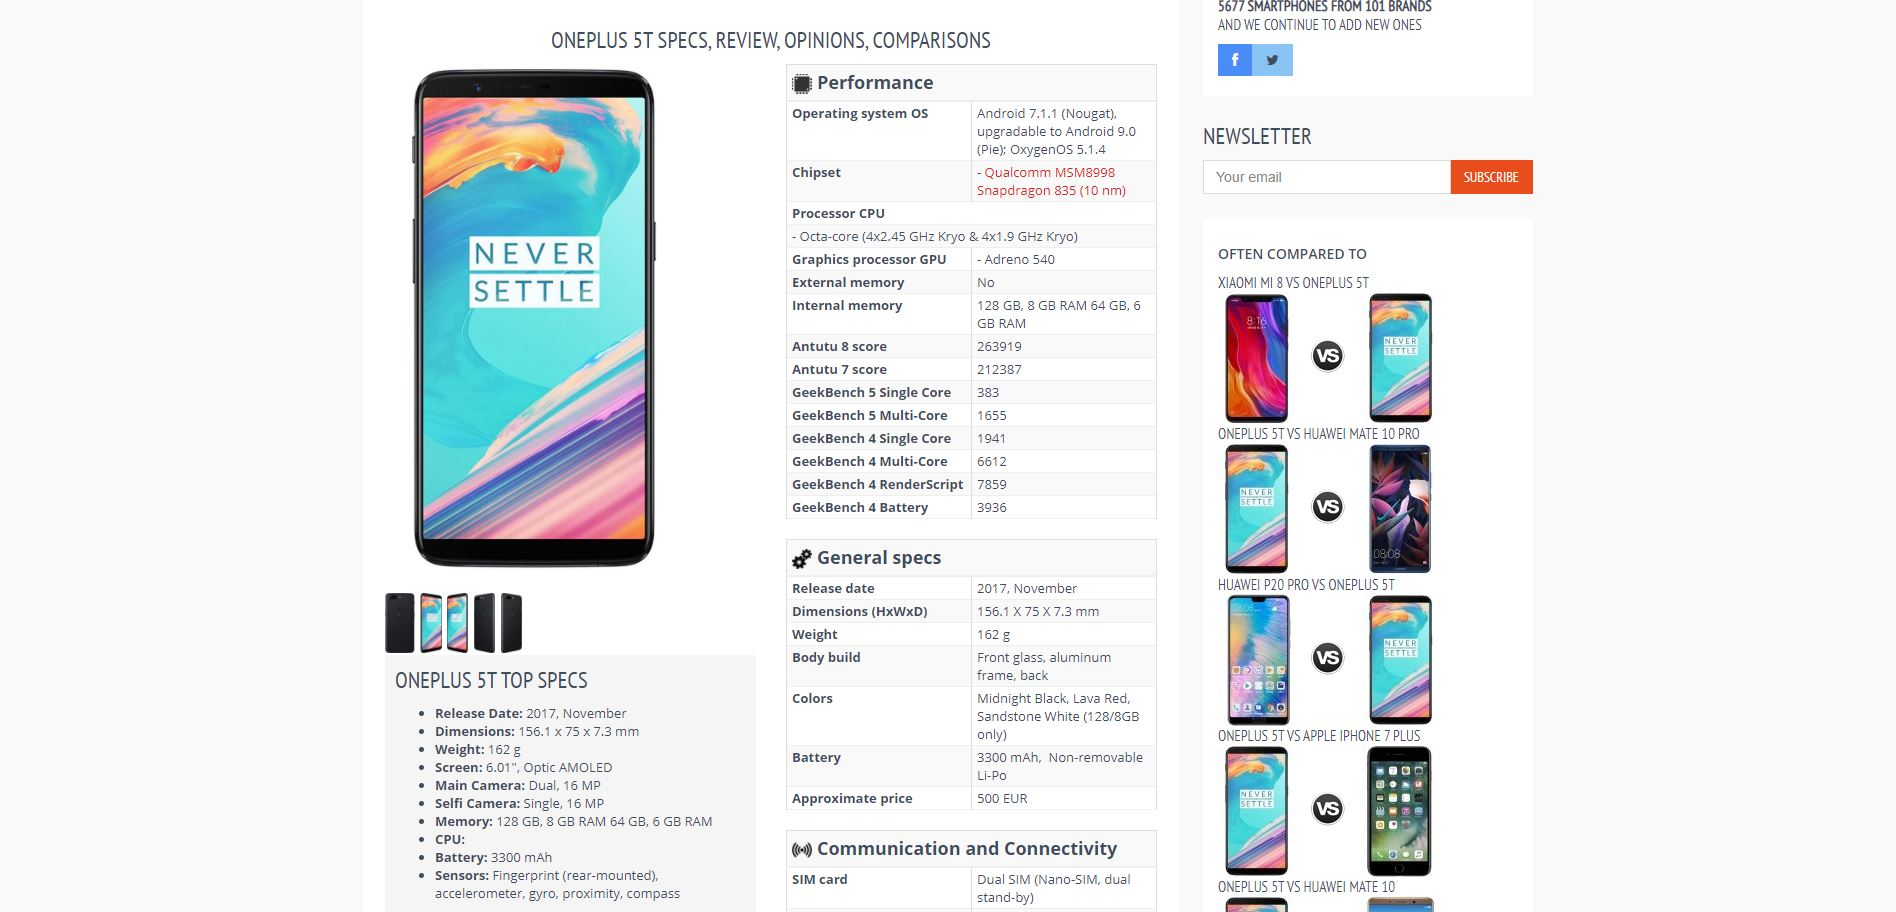 ONEPLUS 5T SPECS, REVIEW, OPINIONS, COMPARISONS
NEVER
SETTLE
ONEPLUS 5T TOP SPECS
Release Date: 2017, November
Dimensions: 156.1 x 75 x 7.3 mm
Weight: 162 g
Screen: 6.01", Optic AMOLED
Main Camera: Dual, 16 MP
Selfi Camera: Single, 16 MP
Memory: 128 GB, 8 GB RAM 64 GB, 6 GB RAM
CPU:
Battery: 3300 mAh
Sensors: Fingerprint (rear-mounted),
accelerometer, gyro, proximity, compass
Performance
Operating system OS Android 7.1.1 (Nougat),
upgradable to Android 9.0
(Pie); OxygenOS 5.1.4
Chipset - Qualcomm MSM8998
Snapdragon 835 (10 nm)
Processor CPU
- Octa-core (4x2.45 GHz Kryo & 4x1.9 GHz Kryo)
Graphics processor GPU - Adreno 540
External memory No
Internal memory 128 GB, 8 GB RAM 64 GB, 6
GB RAM
Antutu 8 score 263919
Antutu 7 score 212387
GeekBench 5 Single Core 383
GeekBench 5 Multi-Core 1655
GeekBench 4 Single Core 1941
GeekBench 4 Multi-Core 6612
GeekBench 4 RenderScript 7859
GeekBench 4 Battery 3936
General specs
Release date 2017, November
Dimensions (HxWxD) 156.1 X 75 X 7.3 mm
Weight 162 g
Body build Front glass, aluminum
frame, back
Colors Midnight Black, Lava Red,
Sandstone White (128/8GB
only)
Battery 3300 mAh, Non-removable
Li-Po
Approximate price 500 EUR
Communication and Connectivity
SIM card Dual SIM (Nano-SIM, dual
stand-by)
5677 SMARTPHONES FROM 101 BRANDS
AND WE CONTINUE TO ADD NEW ONES
NEWSLETTER
Your email SUBSCRIBE
OFTEN COMPARED TO
XIAOMI MI 8 VS ONEPLUS 5T
8:16
VS
NEVER
SETTLE
ONEPLUS 5T VS HUAWEI MATE 10 PRO
NEVER
SETTLE
VS
08:08
HUAWEI P20 PRO VS ONEPLUS 5T
08:08
VS
NEVER
SETTLE
ONEPLUS 5T VS APPLE IPHONE 7 PLUS
NEVER
SETTLE
VS
ONEPLUS 5T VS HUAWEI MATE 10